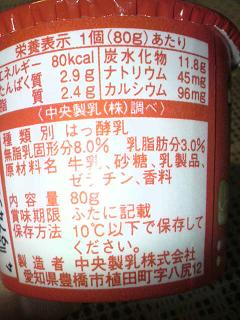 栄養表示 1個(80g)あたり
エネルギー 80kcal 炭水化物 11.8g
たんぱく質 2.9g ナトリウム 45mg
脂質 2.4g カルシウム 96mg
〈中央製乳(株)調べ〉
種類別 はっ酵乳
無脂乳固形分8.0% 乳脂肪分3.0%
原材料名 牛乳、砂糖、乳製品、
ゼラチン、香料
内容量 80g
賞味期限 ふたに記載
保存方法 10℃以下で保存して
ください。
製造者 中央製乳株式会社
愛知県豊橋市植田町字八尻12